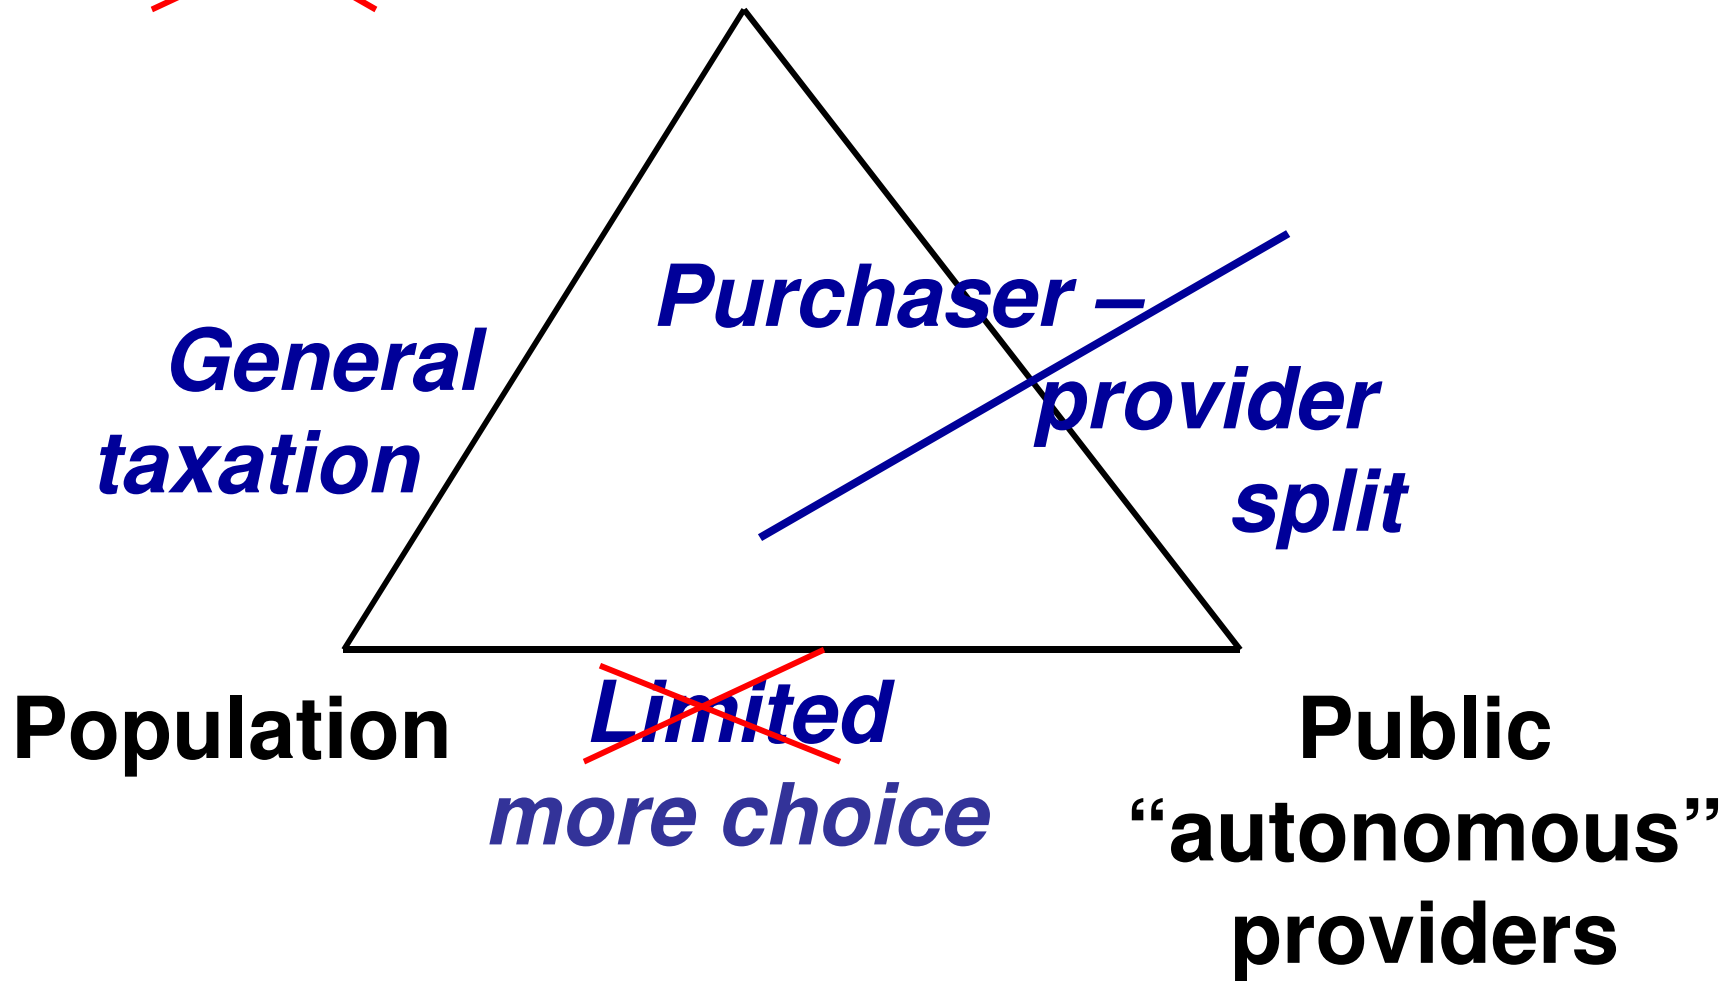 Purchaser –
General
provider
taxation
split
Limited
Population
Public
more choice
“autonomous”
providers